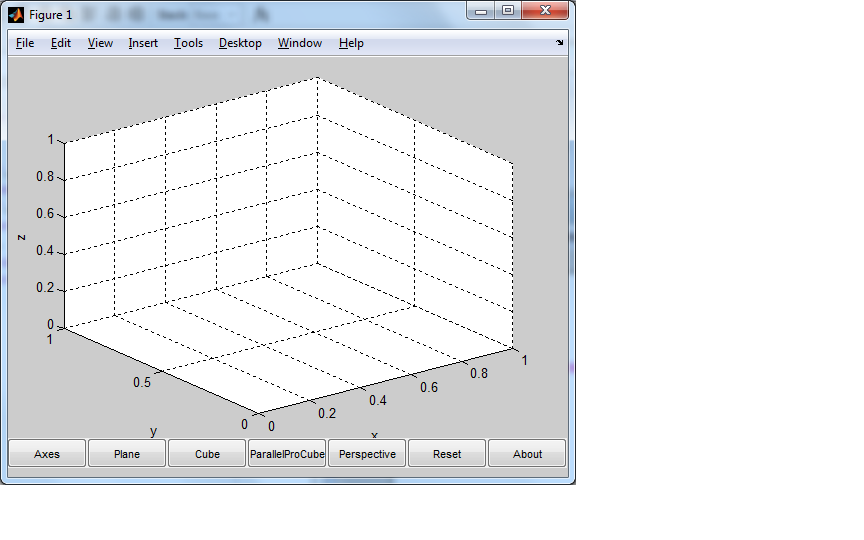 Figure 1
File Edit View Insert Tools Desktop Window Help
1
0.8
0.6
0.4
0.2
0
z
1
0.5
0
y
0
0.2
0.4
0.6
0.8
1
x
Axes Plane Cube ParallelProCube Perspective Reset About